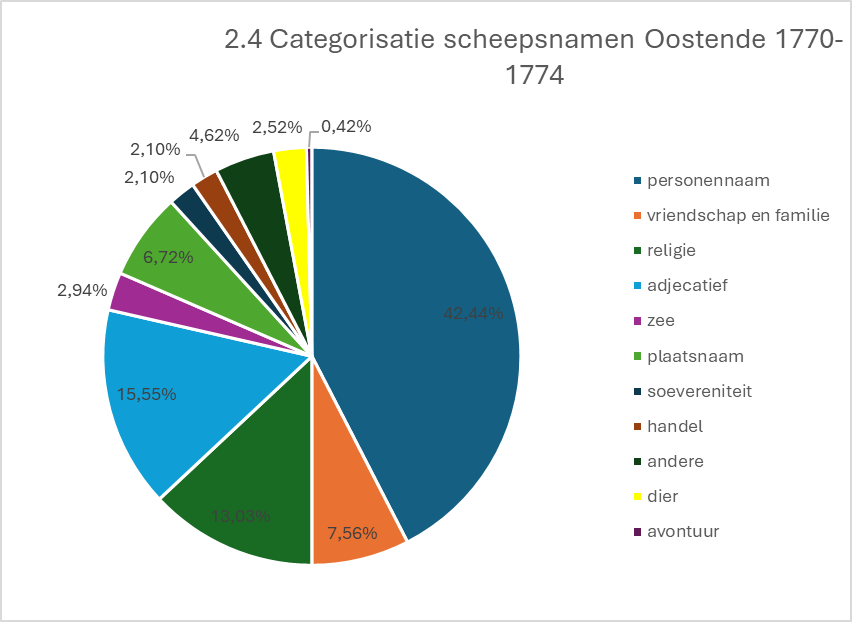 2.4 Categorisatie scheepsnamen Oostende 1770-
1774
42,44%
7,56%
13,03%
15,55%
2,94%
6,72%
2,10%
2,10%
4,62%
2,52%
0,42%
personennaam
vriendschap en familie
religie
adjecatief
zee
plaatsnaam
soevereniteit
handel
andere
dier
avontuur